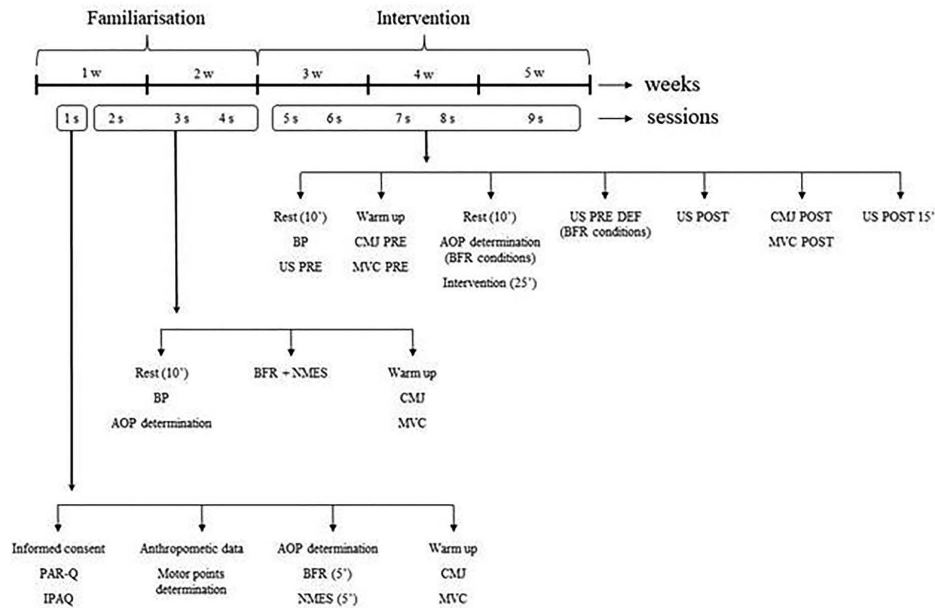 Familiarisation
Intervention
1 w
2 w
3 w
4 w
5 w
weeks
1 s
2 s
3 s
4 s
5 s
6 s
7 s
8 s
9 s
sessions
Rest (10’)
BP
US PRE
Warm up
CMJ PRE
MVC PRE
Rest (10’)
AOP determination
(BFR conditions)
Intervention (25’)
US PRE DEF
(BFR conditions)
US POST
CMJ POST
MVC POST
US POST 15’
Rest (10’)
BP
AOP determination
BFR + NMES
Warm up
CMJ
MVC
Informed consent
PAR-Q
IPAQ
Anthropometic data
Motor points
determination
AOP determination
BFR (5’)
NMES (5’)
Warm up
CMJ
MVC